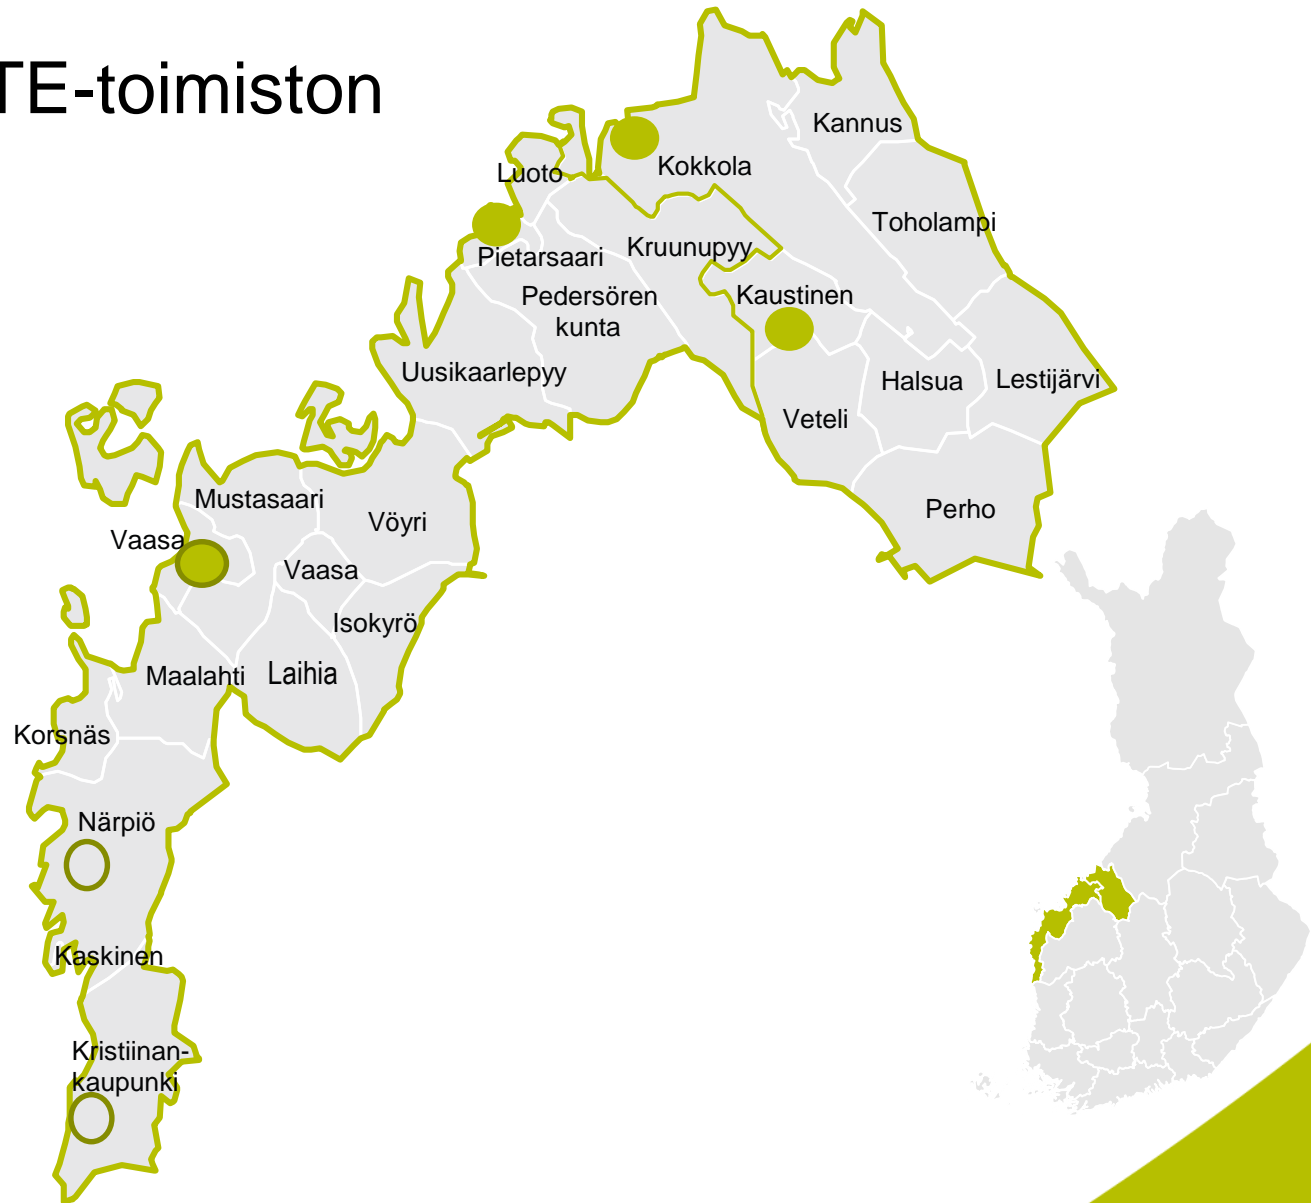 TE-toimiston
Kannus
Kokkola
Luoto
Toholampi
Kruunupyy
Pietarsaari
Kaustinen
Pedersören
kunta
Uusikaarlepyy
Halsua
Lestijärvi
Veteli
Mustasaari
Perho
Vöyri
Vaasa
Vaasa
Isokyrö
Maalahti
Laihia
Korsnäs
Närpiö
Kaskinen
Kristiinan-
kaupunki